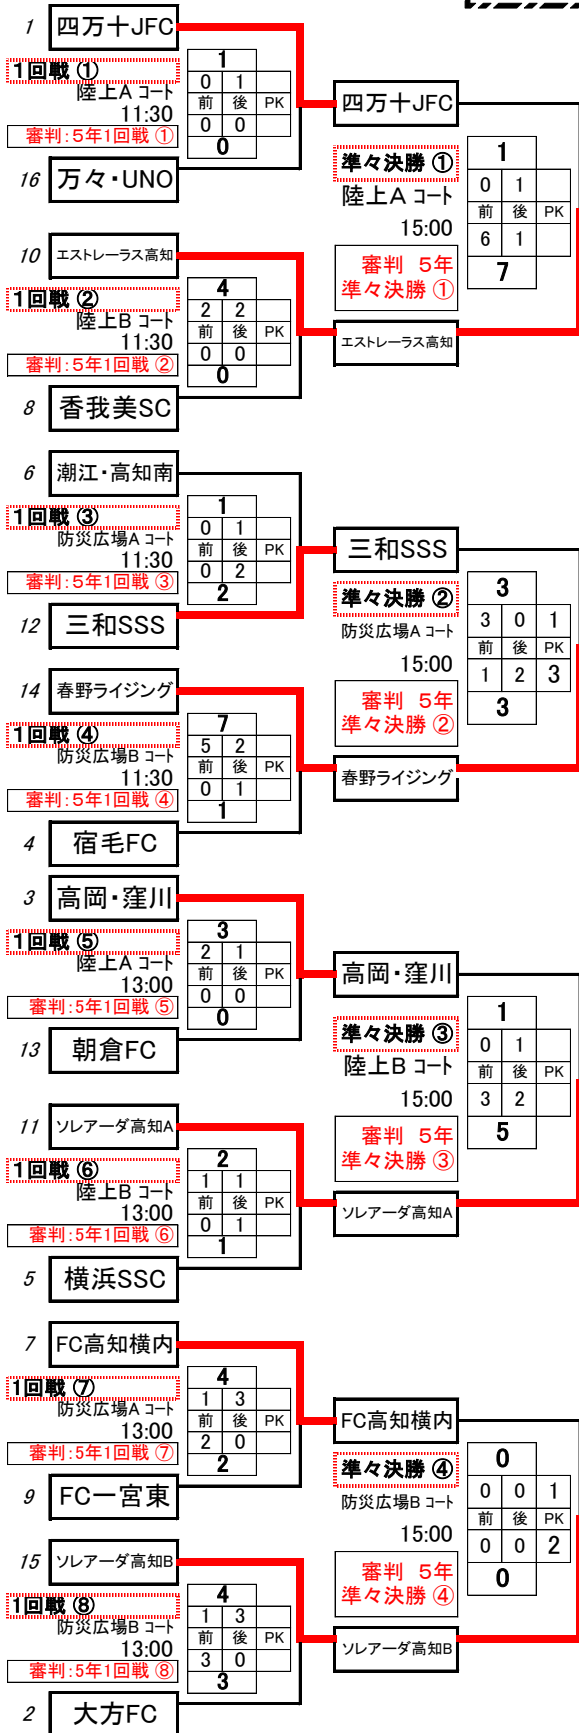 1 四万十JFC
1回戦 ①
陸上A コート
11:30
審判:5年1回戦 ①
1
0 1
前 後 PK
0 0
0
16 万々・UNO
四万十JFC
準々決勝 ①
陸上A コート
15:00
審判 5年
準々決勝 ①
1
0 1
前 後 PK
6 1
7
エストレーラス高知
10 エストレーラス高知
1回戦 ②
陸上B コート
11:30
審判:5年1回戦 ②
4
2 2
前 後 PK
0 0
0
8 香我美SC
6 潮江・高知南
1回戦 ③
防災広場A コート
11:30
審判:5年1回戦 ③
1
0 1
前 後 PK
0 2
2
12 三和SSS
三和SSS
準々決勝 ②
防災広場A コート
15:00
審判 5年
準々決勝 ②
3
3 0 1
前 後 PK
1 2 3
3
春野ライジング
14 春野ライジング
1回戦 ④
防災広場B コート
11:30
審判:5年1回戦 ④
7
5 2
前 後 PK
0 1
1
4 宿毛FC
3 高岡・窪川
1回戦 ⑤
陸上A コート
13:00
審判:5年1回戦 ⑤
3
2 1
前 後 PK
0 0
0
13 朝倉FC
高岡・窪川
準々決勝 ③
陸上B コート
15:00
審判 5年
準々決勝 ③
1
0 1
前 後 PK
3 2
5
ソレアーダ高知A
11 ソレアーダ高知A
1回戦 ⑥
陸上B コート
13:00
審判:5年1回戦 ⑥
2
1 1
前 後 PK
0 1
1
5 横浜SSC
7 FC高知横内
1回戦 ⑦
防災広場A コート
13:00
審判:5年1回戦 ⑦
4
1 3
前 後 PK
2 0
2
9 FC一宮東
FC高知横内
準々決勝 ④
防災広場B コート
15:00
審判 5年
準々決勝 ④
0
0 0 1
前 後 PK
0 0 2
0
ソレアーダ高知B
15 ソレアーダ高知B
1回戦 ⑧
防災広場B コート
13:00
審判:5年1回戦 ⑧
4
1 3
前 後 PK
3 0
3
2 大方FC